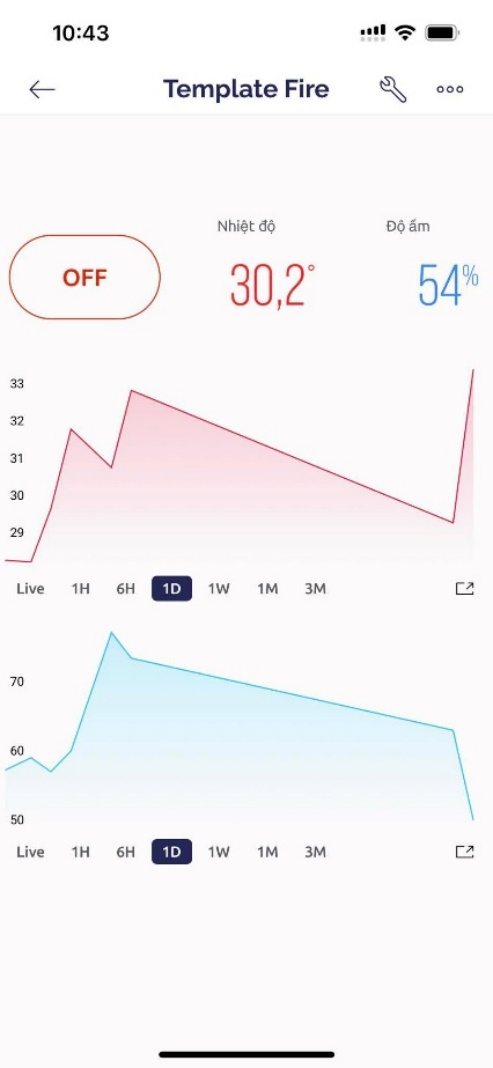 10:43
Template Fire
Nhiệt độ
Độ ẩm
OFF
30,2°
54%
33
32
31
30
29
Live 1H 6H 1D 1W 1M 3M
70
60
50
Live 1H 6H 1D 1W 1M 3M